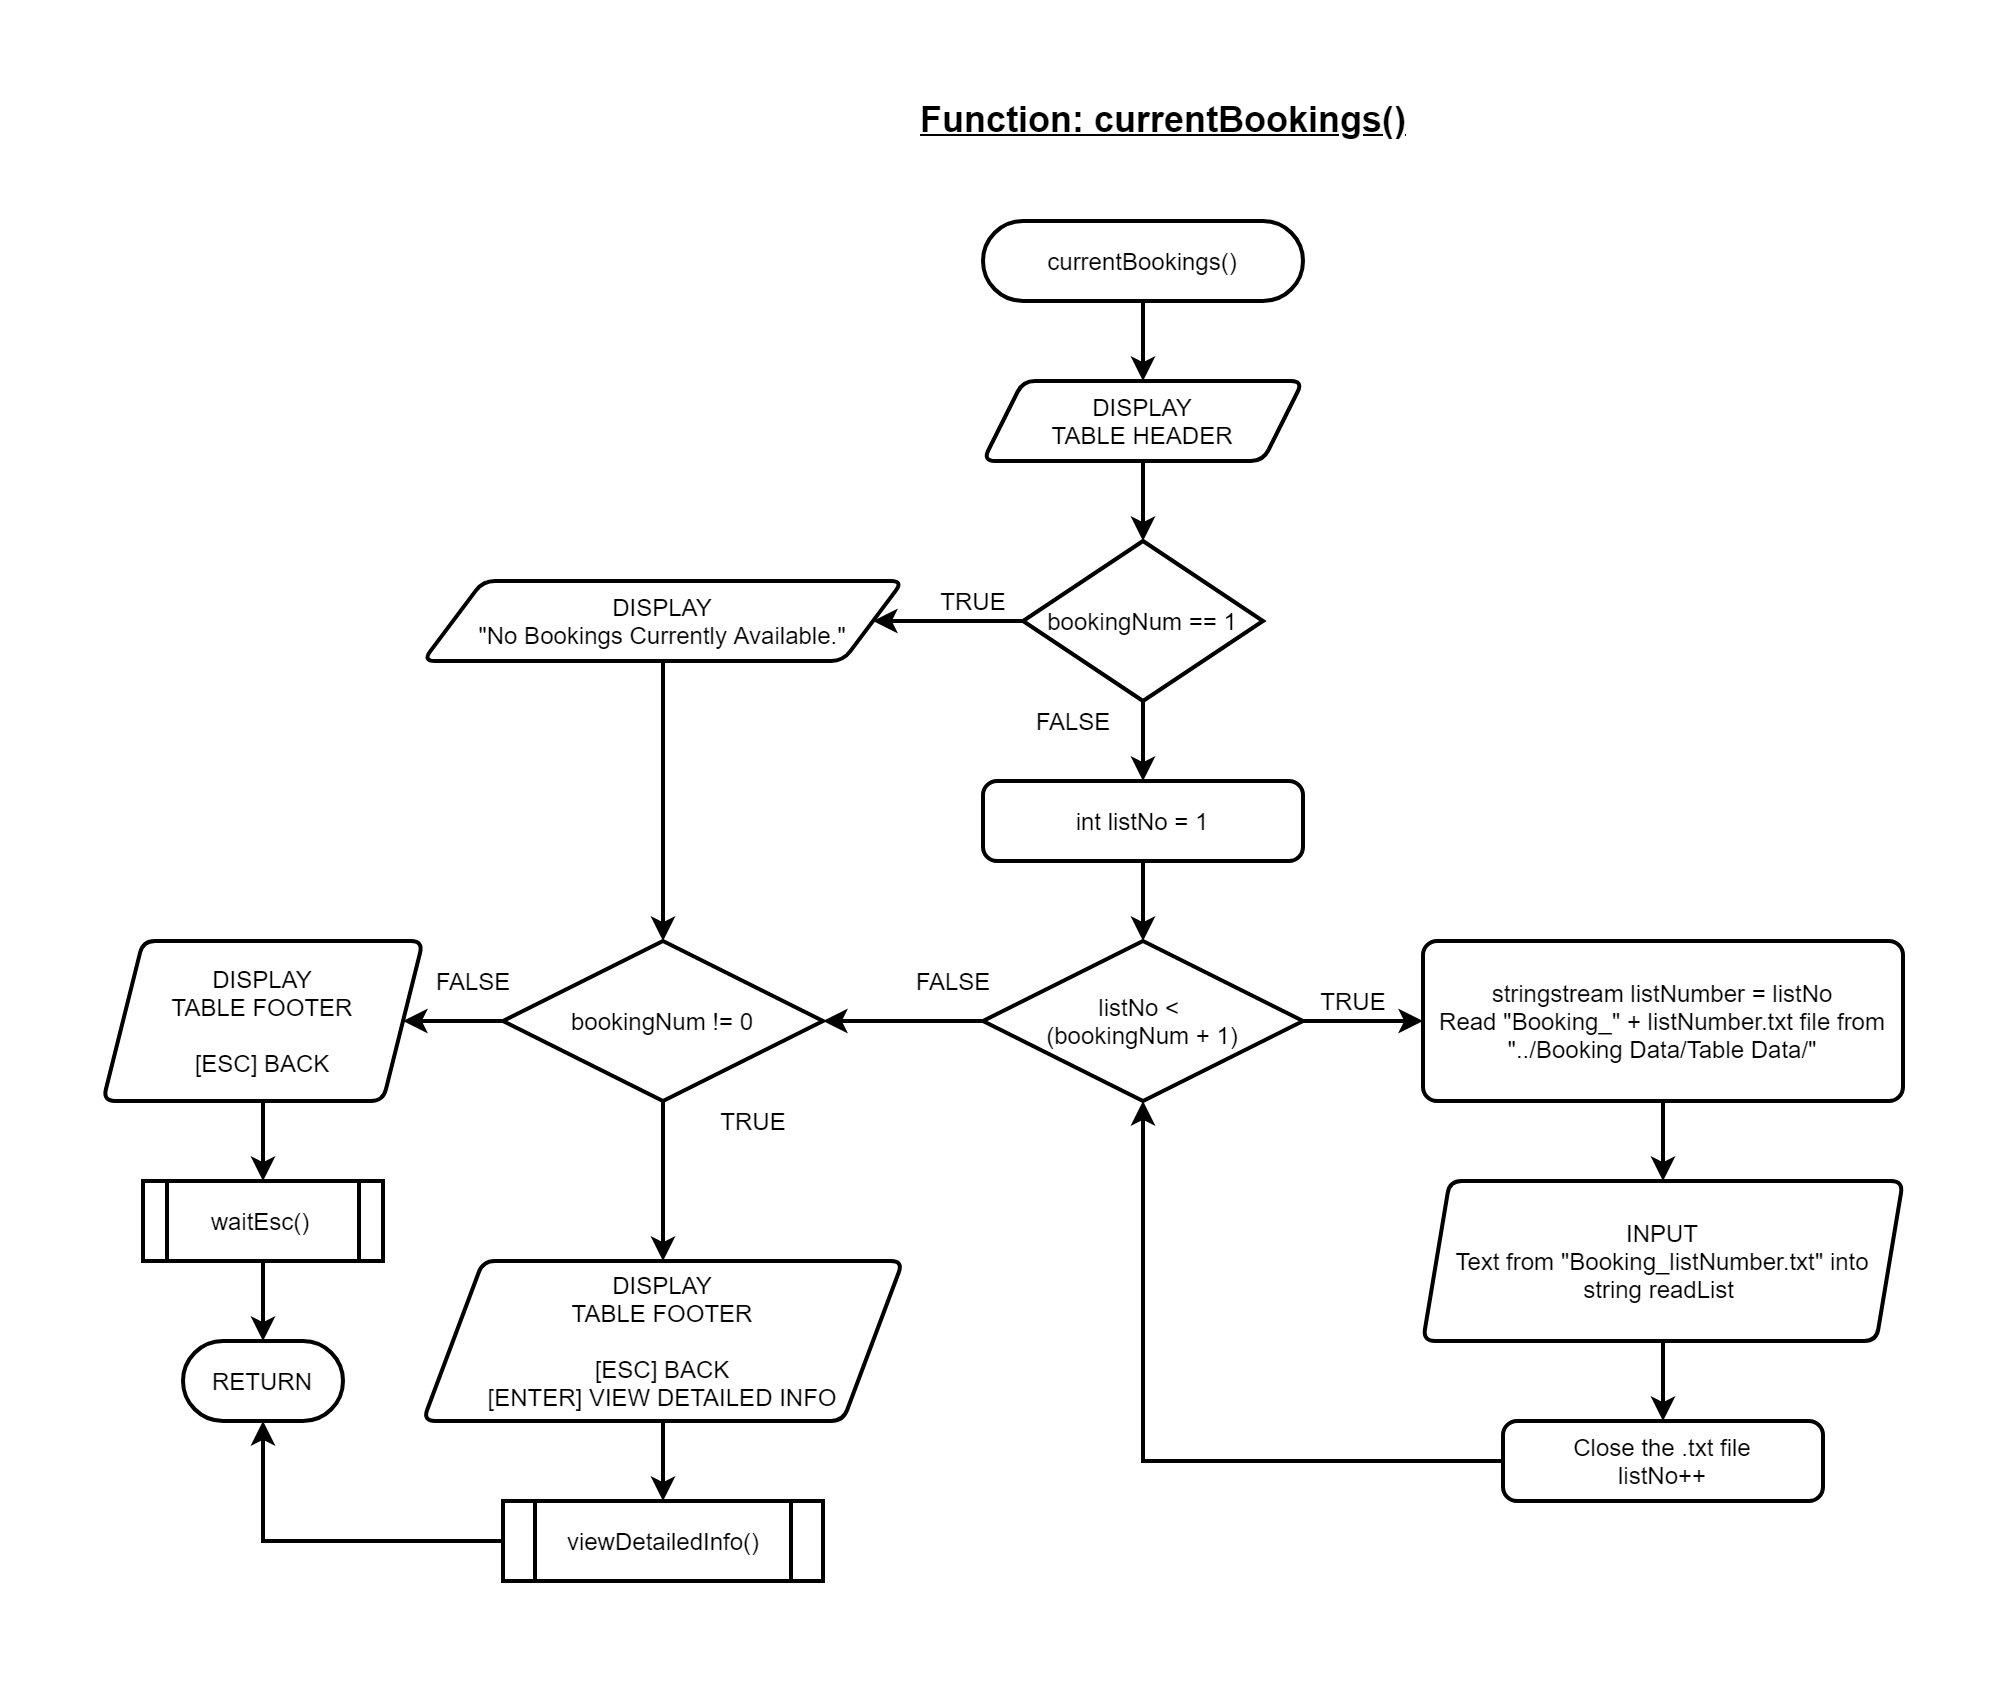 Function: currentBookings()
currentBookings()
DISPLAY
TABLE HEADER
bookingNum == 1
TRUE
DISPLAY
"No Bookings Currently Available."
FALSE
int listNo = 1
listNo <
(bookingNum + 1)
TRUE
stringstream listNumber = listNo
Read "Booking_" + listNumber.txt file from
"../Booking Data/Table Data/"
INPUT
Text from "Booking_listNumber.txt" into
string readList
Close the .txt file
listNo++
FALSE
bookingNum != 0
FALSE
DISPLAY
TABLE FOOTER
[ESC] BACK
waitEsc()
RETURN
TRUE
DISPLAY
TABLE FOOTER
[ESC] BACK
[ENTER] VIEW DETAILED INFO
viewDetailedInfo()